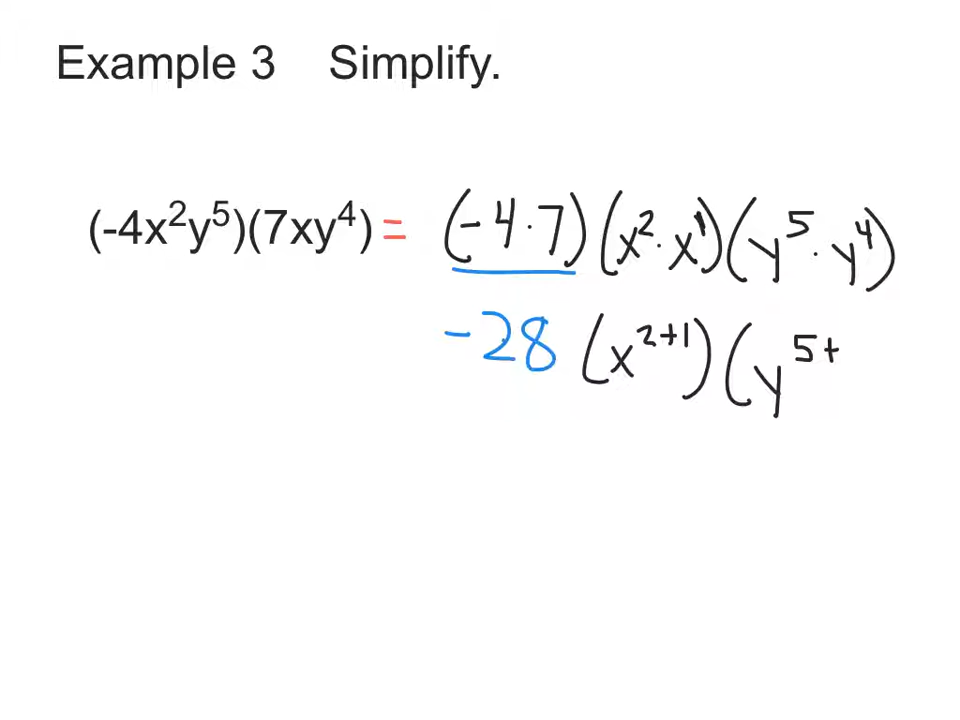 Example 3 Simplify.
(-4x²y⁵)(7xy⁴) = (-4·7)(x²·x¹)(y⁵·y⁴)
-28 (x²⁺¹)(y⁵⁺